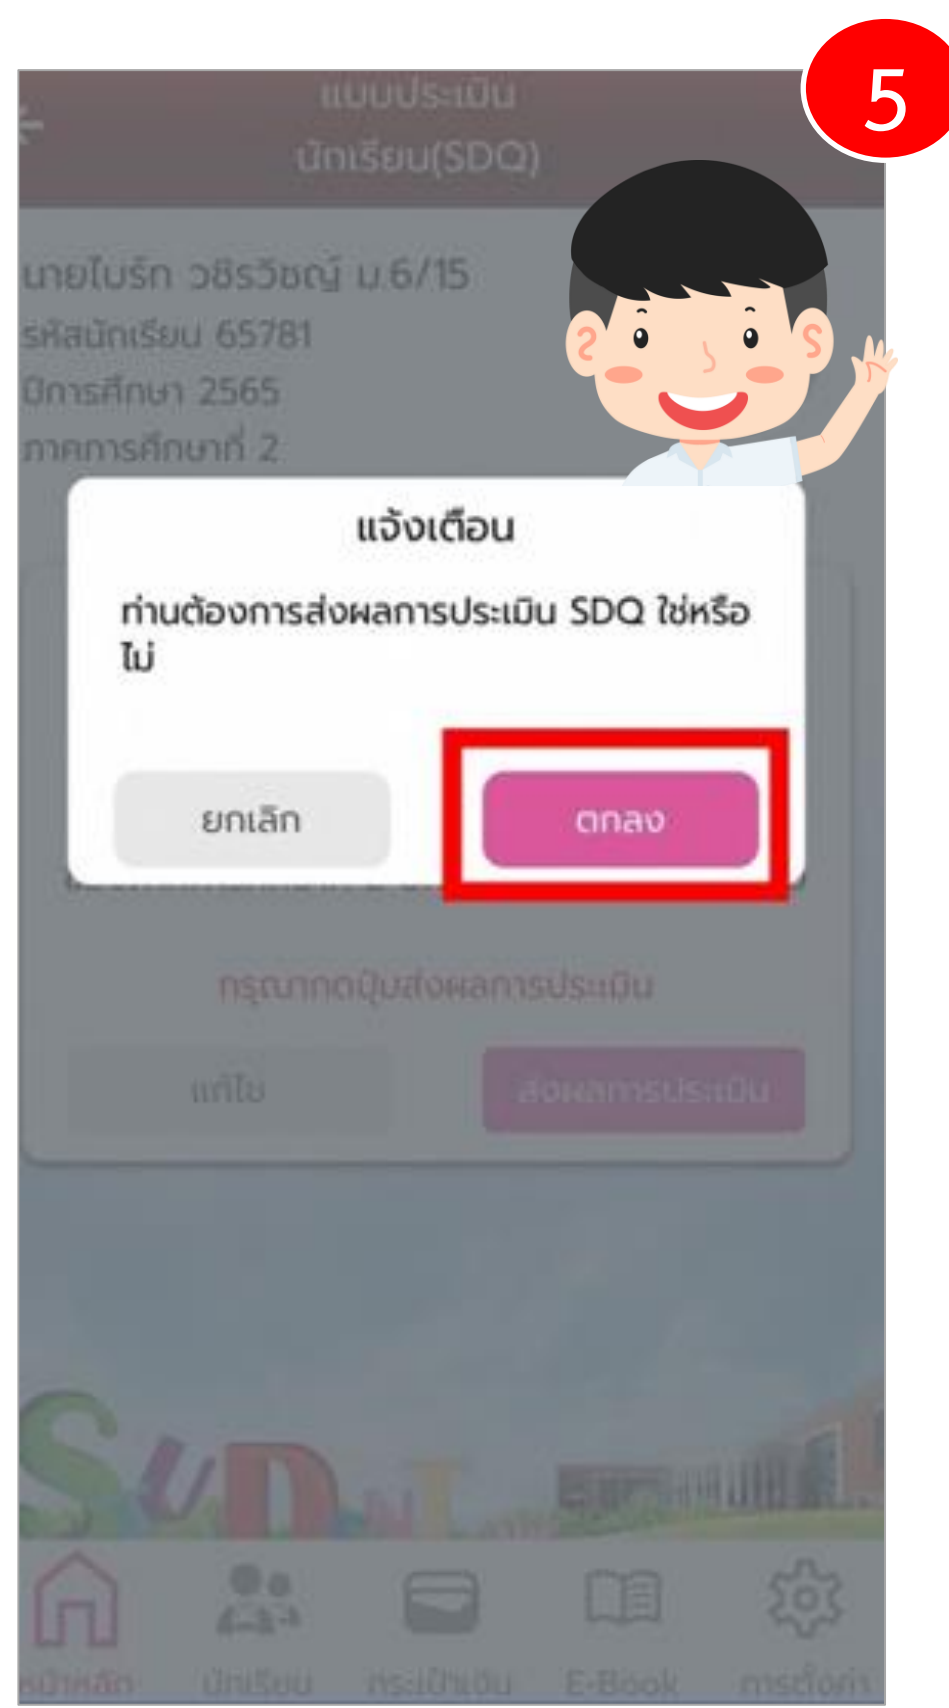 5
แบบประเมิน
นักเรียน(SDQ)
นายไบร์ท วชิรวิชญ์ ม.6/15
รหัสนักเรียน 65781
ปีการศึกษา 2565
ภาคการศึกษาที่ 2
แจ้งเตือน
ท่านต้องการส่งผลการประเมิน SDQ ใช่หรือ
ไม่
ยกเลิก
ตกลง
กรุณากดปุ่มส่งผลการประเมิน
แก้ไข
ส่งผลการประเมิน
หน้าหลัก
นักเรียน
กระเป๋าเงิน
E-Book
การตั้งค่า